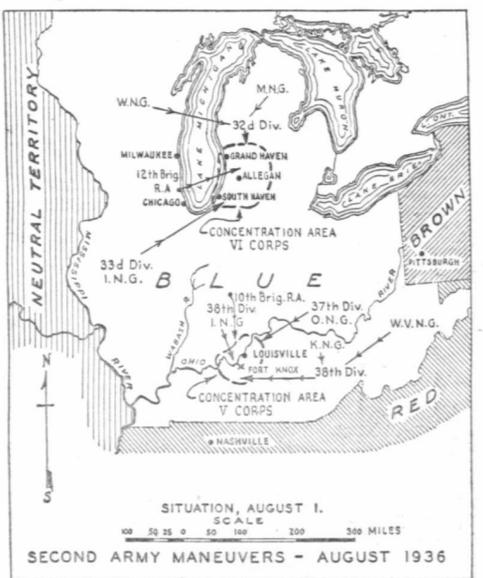 NEUTRAL TERRITORY
LAKE MICHIGAN
LAKE HURON
L. ONT.
LAKE ERIE
W.N.G.
M.N.G.
32d Div.
MILWAUKEE
GRAND HAVEN
12th Brig.
R.A
ALLEGAN
CHICAGO
SOUTH HAVEN
CONCENTRATION AREA
VI CORPS
33d Div.
I.N.G.
BROWN
PITTSBURGH
MISSISSIPPI
RIVER
BLUE
WABASH R.
10th Brig. R.A.
38th Div.
I.N.G
37th Div.
O.N.G.
RIVER
K.N.G.
W.V.N.G.
OHIO
LOUISVILLE
FORT KNOX
38th Div.
CONCENTRATION AREA
V CORPS
RED
NASHVILLE
N
S
SITUATION, AUGUST 1.
SCALE
100 50 25 0 50 100 200 300 MILES
SECOND ARMY MANEUVERS - AUGUST 1936